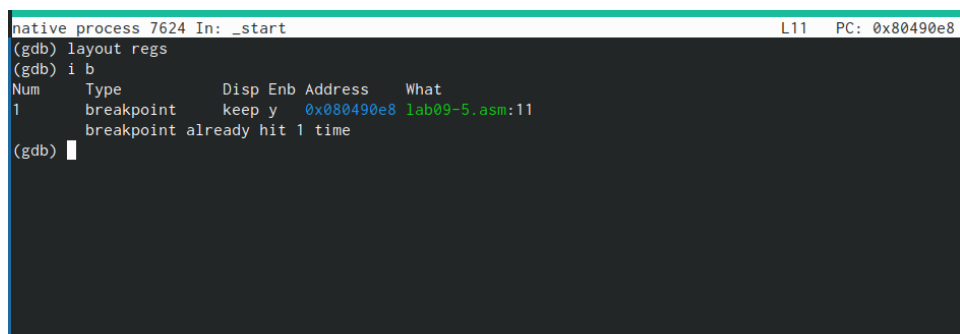 native process 7624 In: _start L11 PC: 0x80490e8
(gdb) layout regs
(gdb) i b
Num Type Disp Enb Address What
1 breakpoint keep y 0x080490e8 lab09-5.asm:11
breakpoint already hit 1 time
(gdb)